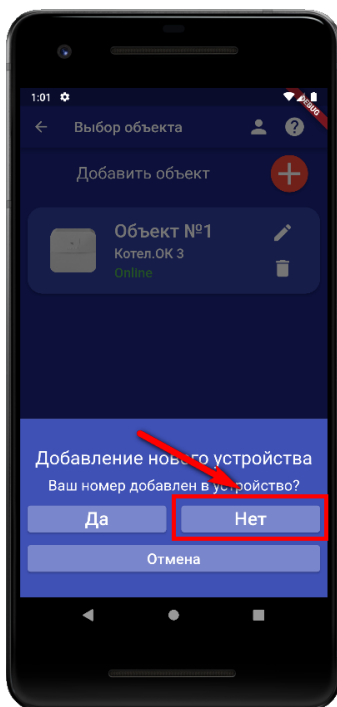 1:01
DEBUG
Выбор объекта
?
Добавить объект
Объект №1
Котел.ОК 3
Online
Добавление нового устройства
Ваш номер добавлен в устройство?
Да
Нет
Отмена